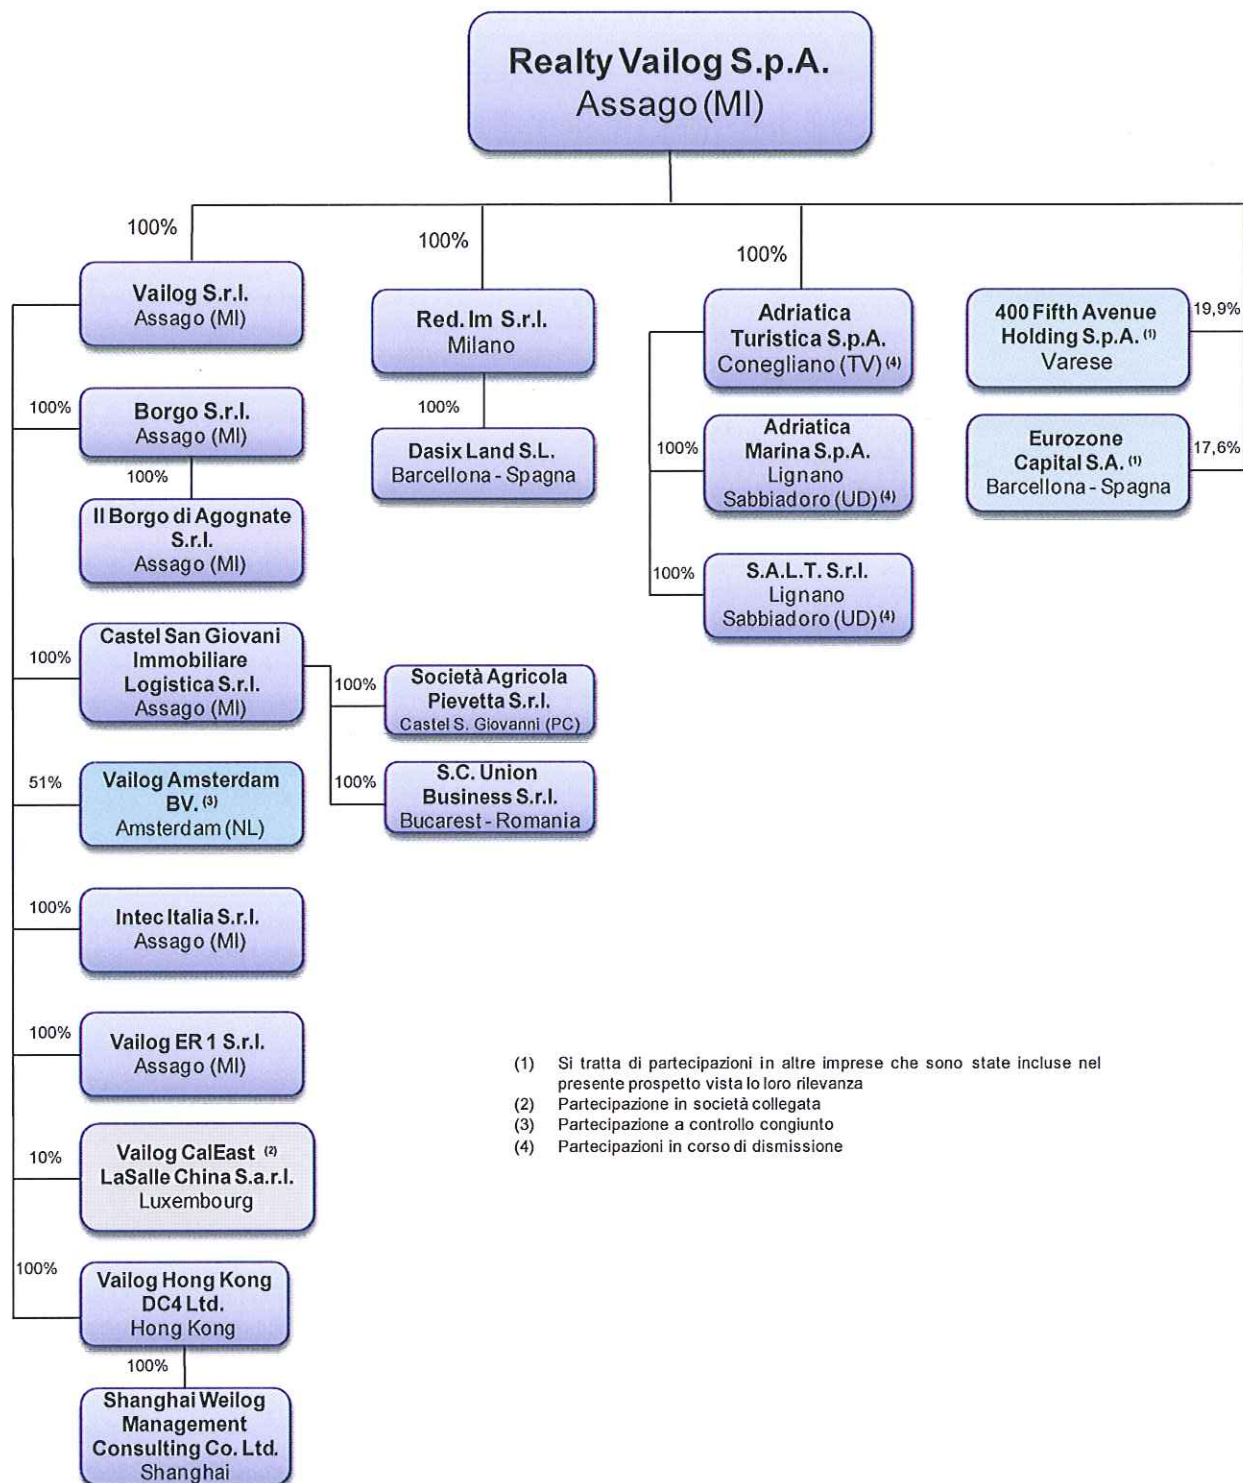 Realty Vailog S.p.A.
Assago (MI)
100%
Vailog S.r.l.
Assago (MI)
100%
Borgo S.r.l.
Assago (MI)
100%
Il Borgo di Agognate
S.r.l.
Assago (MI)
100%
Castel San Giovani
Immobiliare
Logistica S.r.l.
Assago (MI)
100%
Società Agricola
Pievetta S.r.l.
Castel S. Giovanni (PC)
100%
S.C. Union
Business S.r.l.
Bucarest - Romania
51%
Vailog Amsterdam
BV. (3)
Amsterdam (NL)
100%
Intec Italia S.r.l.
Assago (MI)
100%
Vailog ER 1 S.r.l.
Assago (MI)
10%
Vailog CalEast (2)
LaSalle China S.a.r.l.
Luxembourg
100%
Vailog Hong Kong
DC4 Ltd.
Hong Kong
100%
Shanghai Weilog
Management
Consulting Co. Ltd.
Shanghai
100%
Red. Im S.r.l.
Milano
100%
Dasix Land S.L.
Barcellona - Spagna
100%
Adriatica
Turistica S.p.A.
Conegliano (TV) (4)
100%
Adriatica
Marina S.p.A.
Lignano
Sabbiadoro (UD) (4)
100%
S.A.L.T. S.r.l.
Lignano
Sabbiadoro (UD) (4)
400 Fifth Avenue
Holding S.p.A. (1)
Varese
19,9%
Eurozone
Capital S.A. (1)
Barcellona - Spagna
17,6%
(1) Si tratta di partecipazioni in altre imprese che sono state incluse nel
presente prospetto vista lo loro rilevanza
(2) Partecipazione in società collegata
(3) Partecipazione a controllo congiunto
(4) Partecipazioni in corso di dismissione